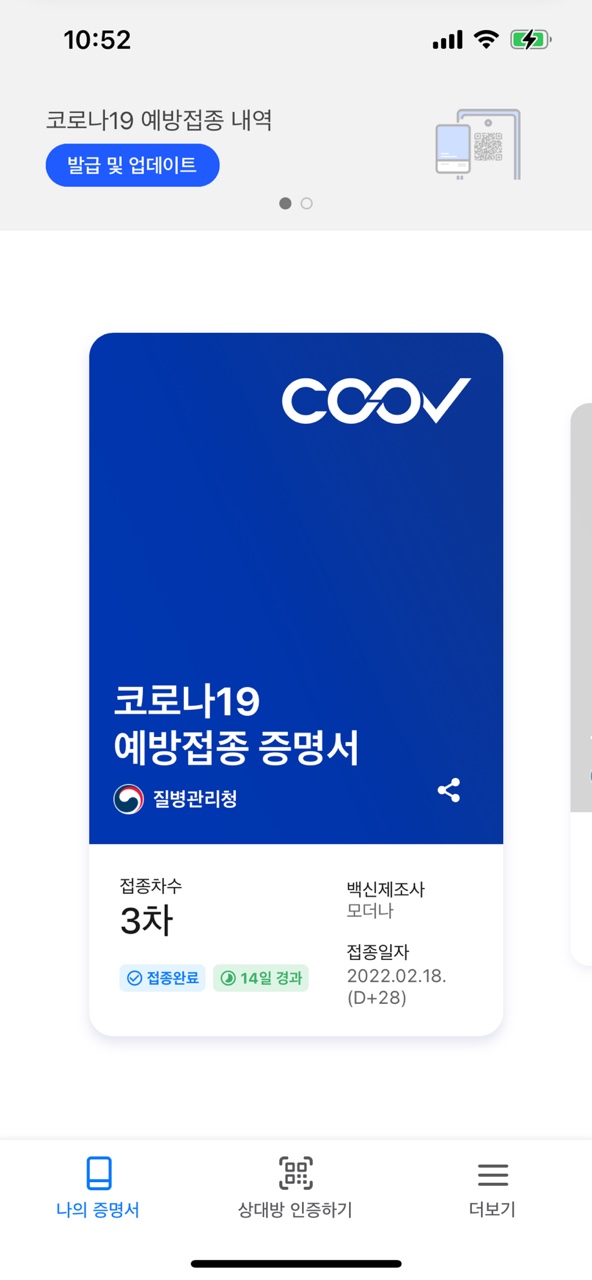 10:52
코로나19 예방접종 내역
발급 및 업데이트
COOV
코로나19
예방접종 증명서
질병관리청
접종차수
3차
접종완료
14일 경과
백신제조사
모더나
접종일자
2022.02.18.
(D+28)
나의 증명서
상대방 인증하기
더보기